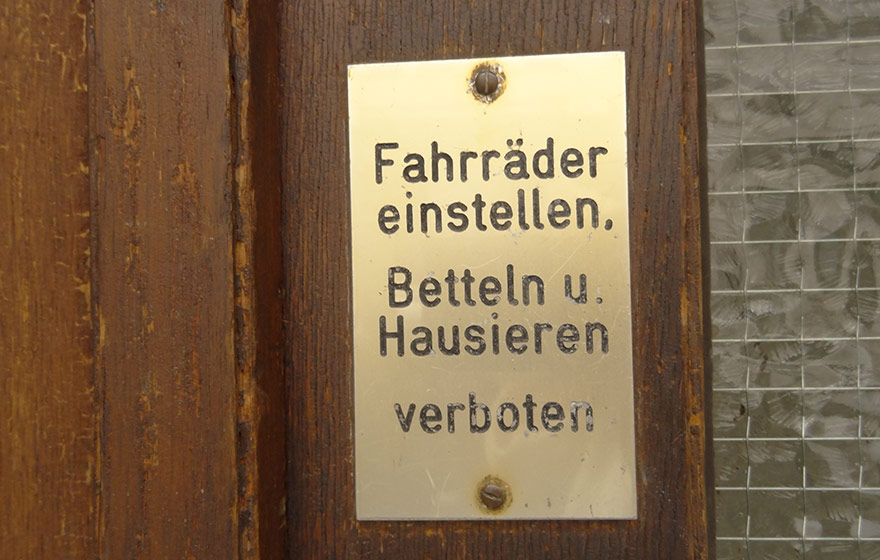 Fahrräder
einstellen,
Betteln u.
Hausieren
verboten